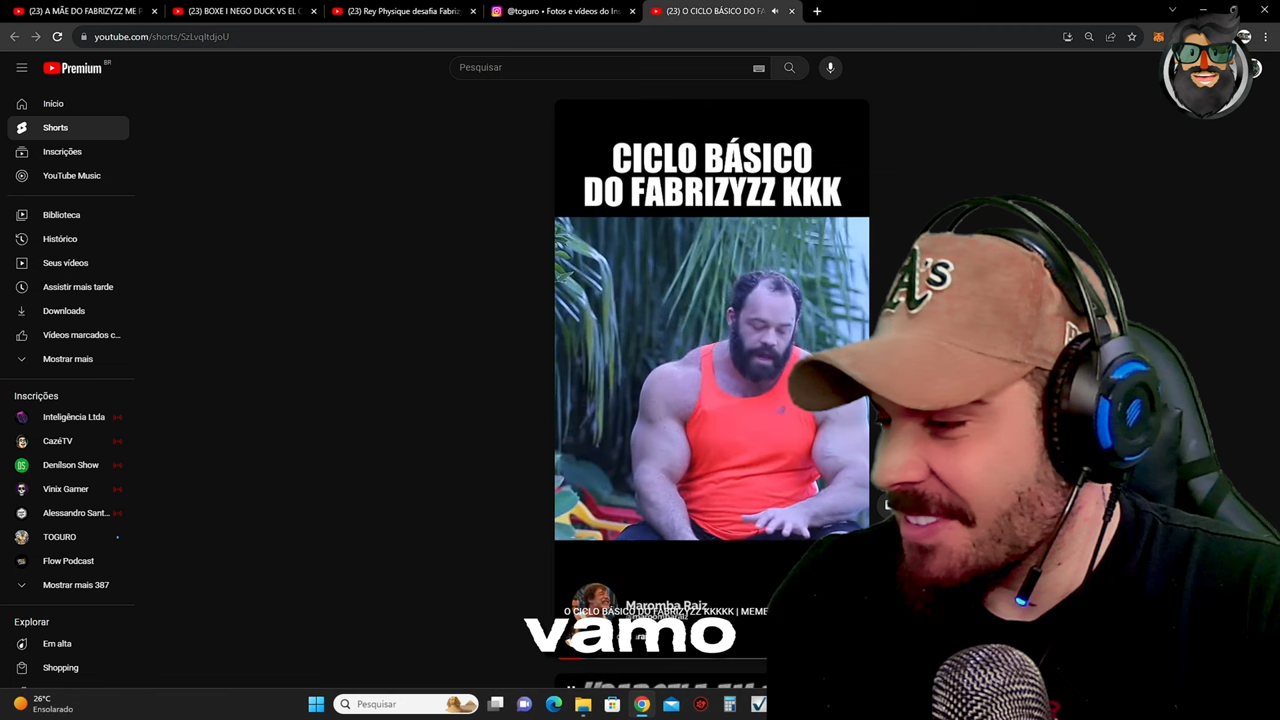 (23) A MÃE DO FABRIZYZZ ME P
(23) BOXE I NEGO DUCK VS EL C
(23) Rey Physique desafia Fabriz
@toguro • Fotos e vídeos do Ins
(23) O CICLO BÁSICO DO FA
youtube.com/shorts/SzLvqltdjoU
Premium BR
Pesquisar
Início
Shorts
Inscrições
YouTube Music
Biblioteca
Histórico
Seus vídeos
Assistir mais tarde
Downloads
Vídeos marcados c...
Mostrar mais
Inscrições
Inteligência Ltda
CazéTV
Denilson Show
Vinix Gamer
Alessandro Sant...
TOGURO
Flow Podcast
Mostrar mais 387
Explorar
Em alta
Shopping
CICLO BÁSICO
DO FABRIZYZZ KKK
A's
Maromba Raiz
O CICLO BÁSICO DO FABRIZYZZ KKKKK | MEME
vamo
26°C
Ensolarado
Pesquisar